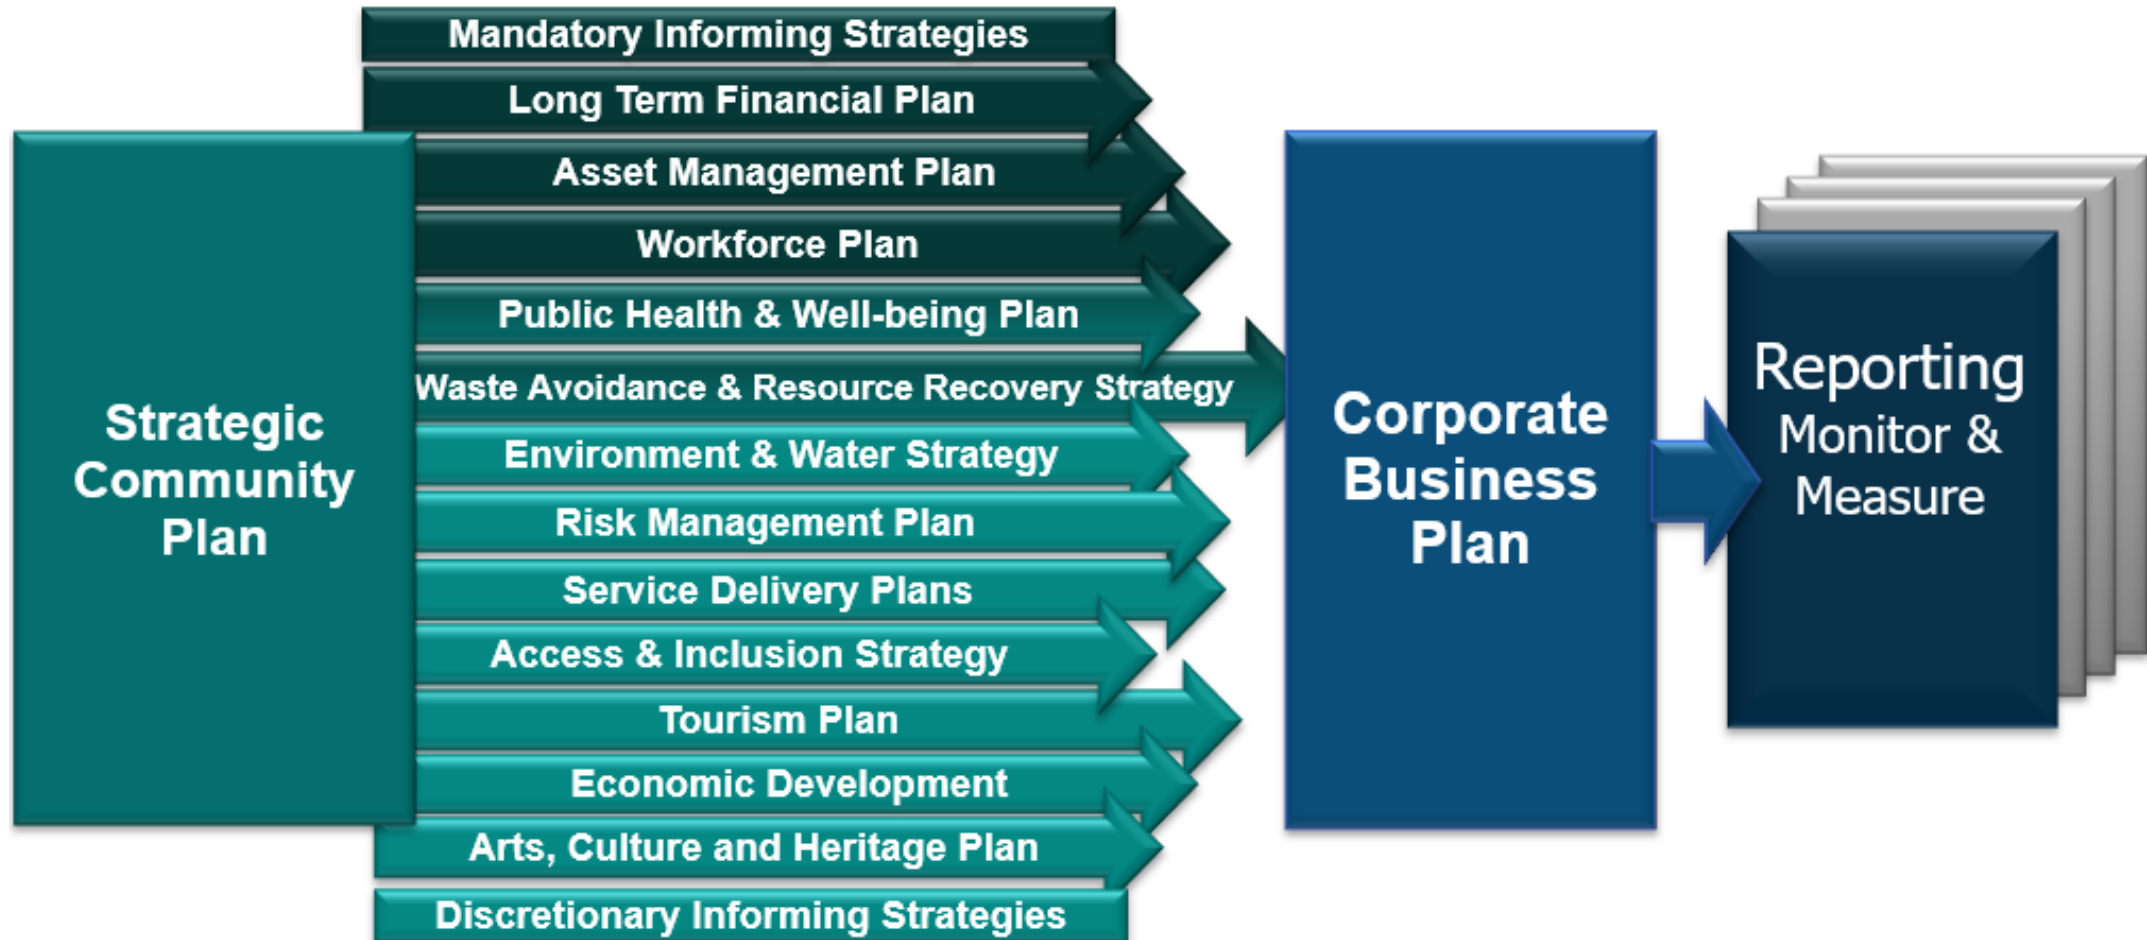 Mandatory Informing Strategies
Long Term Financial Plan
Asset Management Plan
Workforce Plan
Public Health & Well-being Plan
Waste Avoidance & Resource Recovery Strategy
Environment & Water Strategy
Risk Management Plan
Service Delivery Plans
Access & Inclusion Strategy
Tourism Plan
Economic Development
Arts, Culture and Heritage Plan
Discretionary Informing Strategies
Strategic
Community
Plan
Corporate
Business
Plan
Reporting
Monitor &
Measure